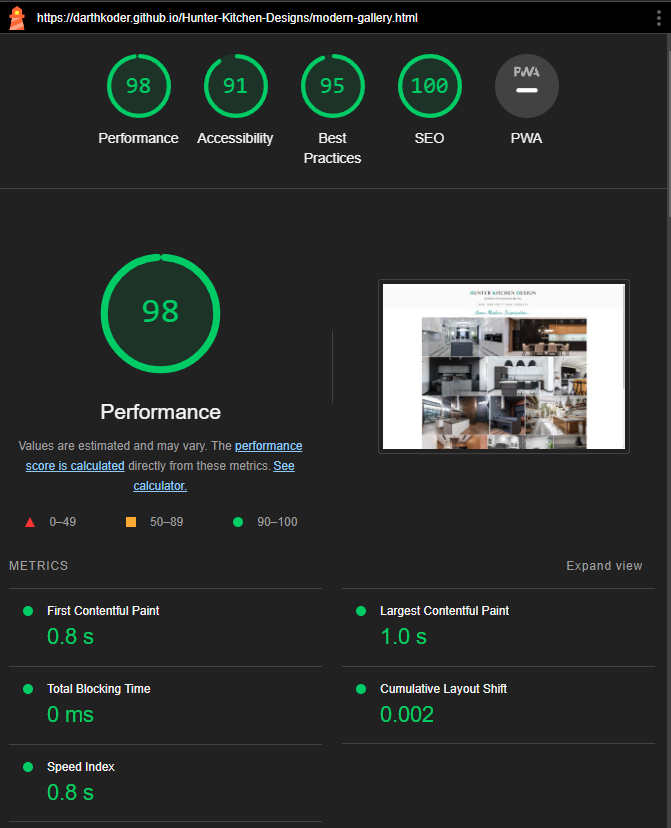 https://darthkoder.github.io/Hunter-Kitchen-Designs/modern-gallery.html
98
91
95
100
PWA
Performance
Accessibility
Best
Practices
SEO
PWA
98
Performance
Values are estimated and may vary. The performance
score is calculated directly from these metrics. See
calculator.
0–49
50–89
90–100
HUNTER KITCHEN DESIGN
Some Modern Inspiration...
METRICS
Expand view
First Contentful Paint
0.8 s
Largest Contentful Paint
1.0 s
Total Blocking Time
0 ms
Cumulative Layout Shift
0.002
Speed Index
0.8 s